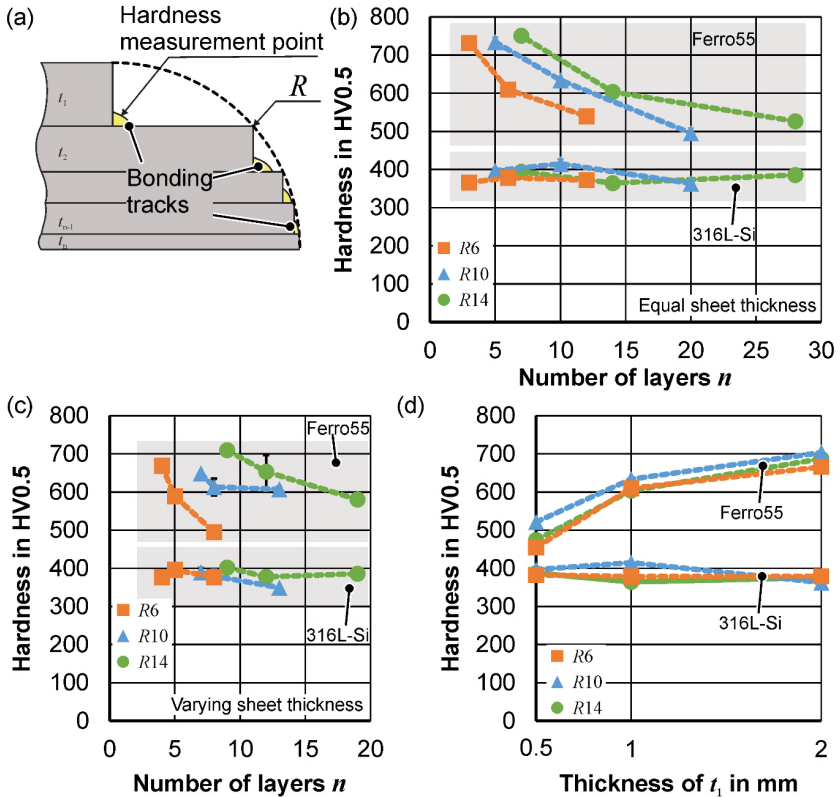 (a)
Hardness
measurement point
R
t1
t2
Bonding
tracks
tn-1
tn
(b)
Hardness in HV0.5
800
700
600
500
400
300
200
100
0
Ferro55
316L-Si
R6
R10
R14
Equal sheet thickness
0
5
10
15
20
25
30
Number of layers n
(c)
Hardness in HV0.5
800
700
600
500
400
300
200
100
0
Ferro55
316L-Si
R6
R10
R14
Varying sheet thickness
0
5
10
15
20
Number of layers n
(d)
Hardness in HV0.5
800
700
600
500
400
300
200
100
0
Ferro55
316L-Si
R6
R10
R14
0.5
1
2
Thickness of t1 in mm